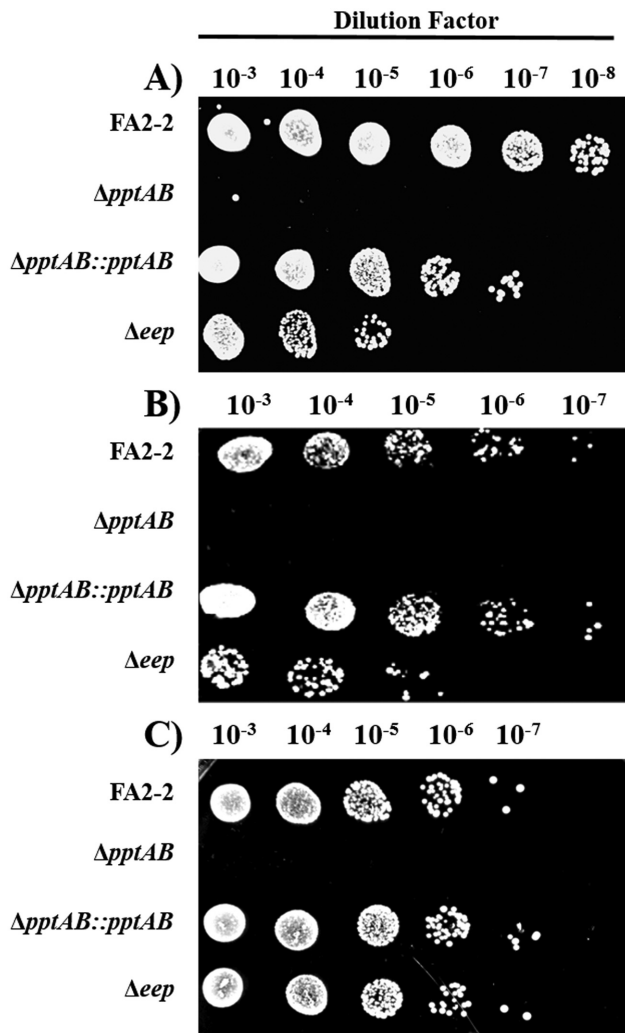 Dilution Factor
A) 10⁻³ 10⁻⁴ 10⁻⁵ 10⁻⁶ 10⁻⁷ 10⁻⁸
FA2-2
ΔpptAB
ΔpptAB::pptAB
Δeep
B) 10⁻³ 10⁻⁴ 10⁻⁵ 10⁻⁶ 10⁻⁷
FA2-2
ΔpptAB
ΔpptAB::pptAB
Δeep
C) 10⁻³ 10⁻⁴ 10⁻⁵ 10⁻⁶ 10⁻⁷
FA2-2
ΔpptAB
ΔpptAB::pptAB
Δeep